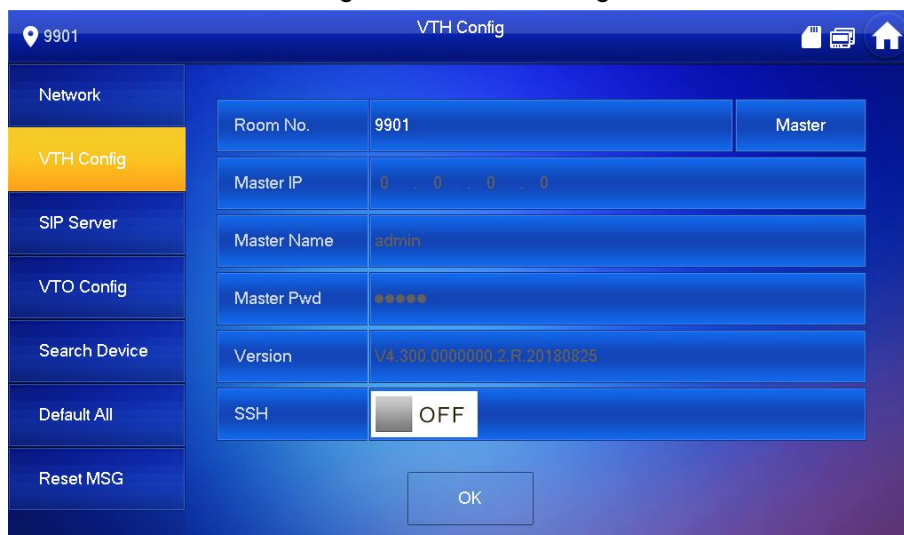 9901
VTH Config
Network
VTH Config
SIP Server
VTO Config
Search Device
Default All
Reset MSG
Room No. 9901 Master
Master IP 0 . 0 . 0 . 0
Master Name admin
Master Pwd ●●●●●
Version V4.300.0000000.2.R.20180825
SSH OFF
OK